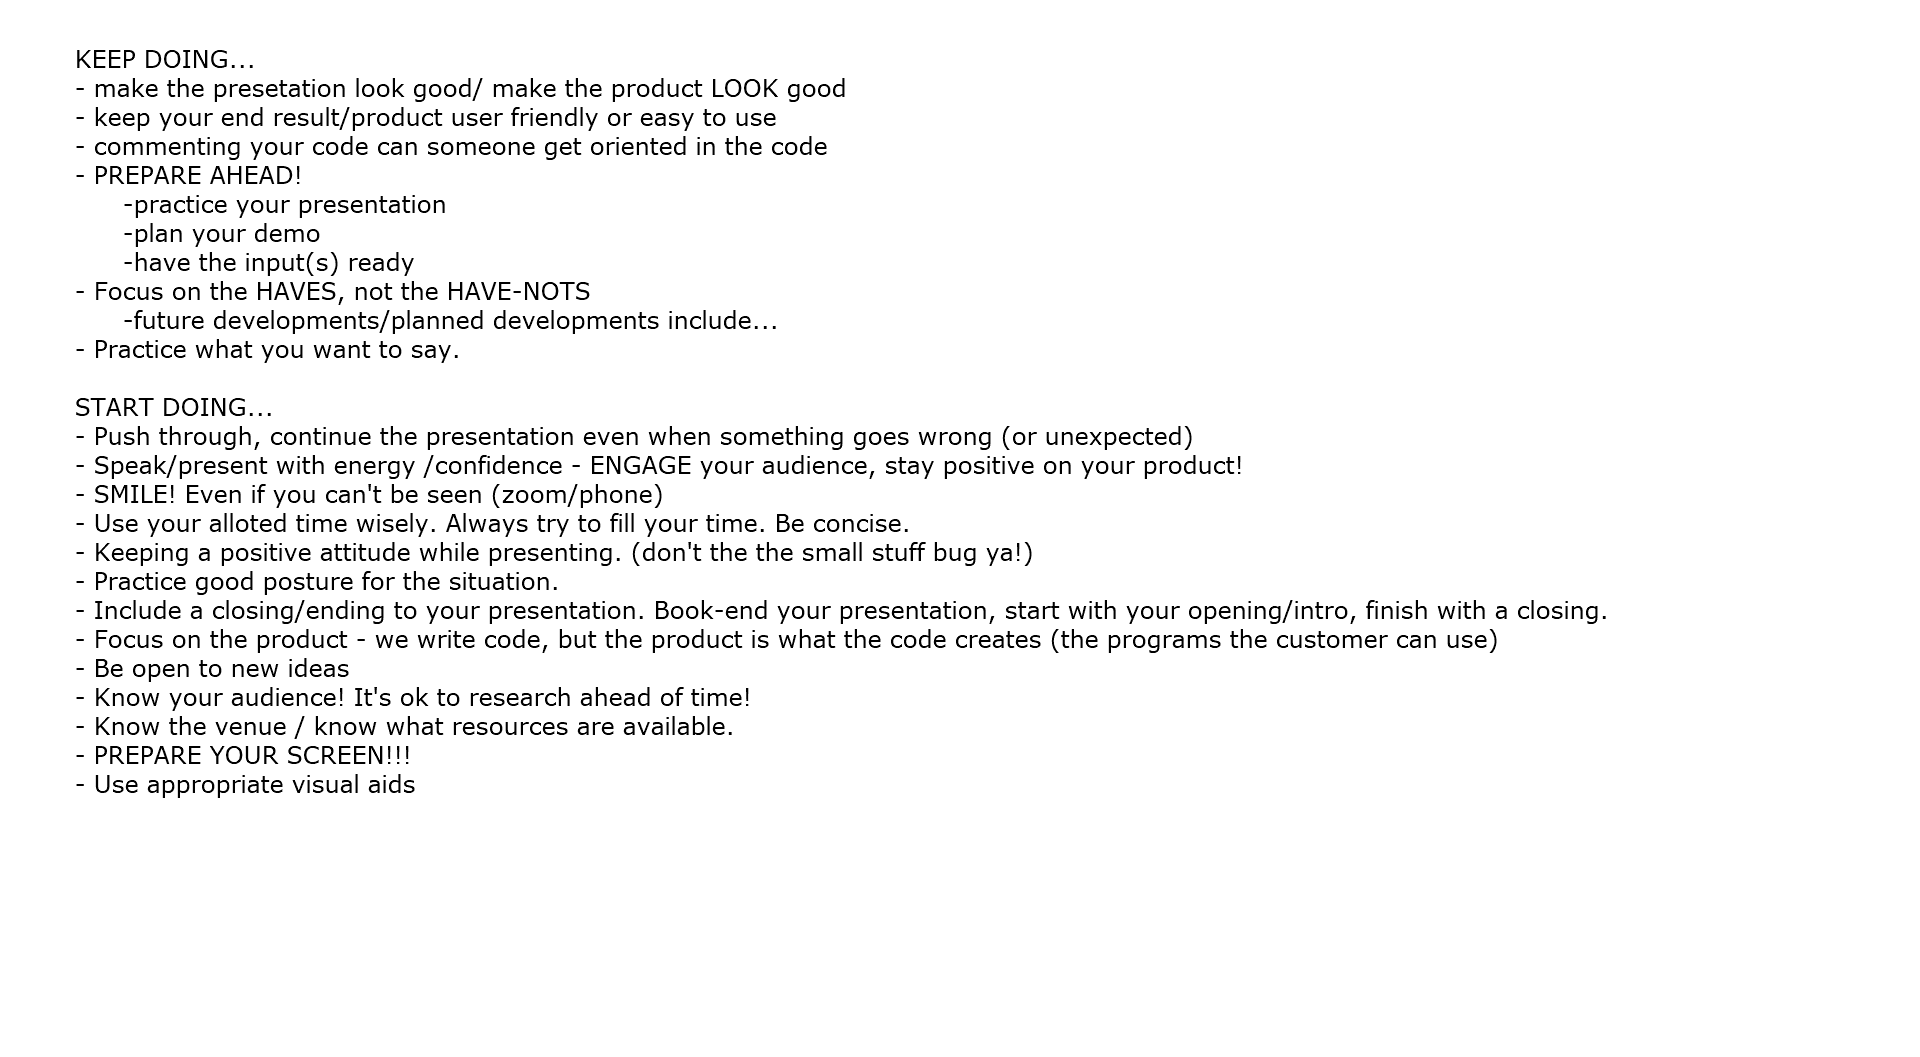 KEEP DOING...
- make the presetation look good/ make the product LOOK good
- keep your end result/product user friendly or easy to use
- commenting your code can someone get oriented in the code
- PREPARE AHEAD!
-practice your presentation
-plan your demo
-have the input(s) ready
- Focus on the HAVES, not the HAVE-NOTS
-future developments/planned developments include...
- Practice what you want to say.
START DOING...
- Push through, continue the presentation even when something goes wrong (or unexpected)
- Speak/present with energy /confidence - ENGAGE your audience, stay positive on your product!
- SMILE! Even if you can't be seen (zoom/phone)
- Use your alloted time wisely. Always try to fill your time. Be concise.
- Keeping a positive attitude while presenting. (don't the the small stuff bug ya!)
- Practice good posture for the situation.
- Include a closing/ending to your presentation. Book-end your presentation, start with your opening/intro, finish with a closing.
- Focus on the product - we write code, but the product is what the code creates (the programs the customer can use)
- Be open to new ideas
- Know your audience! It's ok to research ahead of time!
- Know the venue / know what resources are available.
- PREPARE YOUR SCREEN!!!
- Use appropriate visual aids